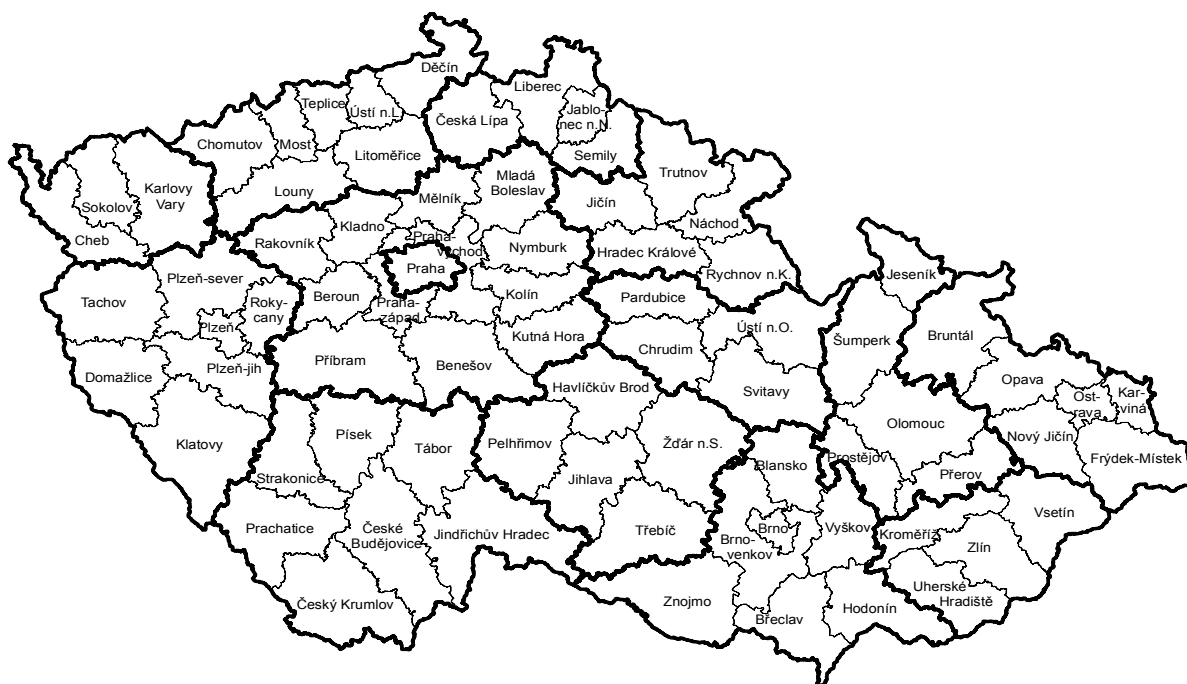 Děčín
Liberec
Teplice
Ústí n.L.
Česká Lípa
Jablo-
nec n.N.
Chomutov
Most
Litoměřice
Semily
Karlovy
Vary
Louny
Mladá
Boleslav
Trutnov
Sokolov
Mělník
Jičín
Cheb
Kladno
Náchod
Rakovník
Praha-
východ
Nymburk
Hradec Králové
Praha
Rychnov n.K.
Jeseník
Plzeň-sever
Tachov
Roky-
cany
Beroun
Praha-
západ
Kolín
Pardubice
Plzeň
Kutná Hora
Ústí n.O.
Šumperk
Bruntál
Příbram
Benešov
Chrudim
Domažlice
Plzeň-jih
Havlíčkův Brod
Svitavy
Opava
Ost-
rava
Kar-
viná
Klatovy
Písek
Tábor
Pelhřimov
Žďár n.S.
Olomouc
Nový Jičín
Frýdek-Místek
Strakonice
Jihlava
Blansko
Prostějov
Přerov
Prachatice
České
Budějovice
Jindřichův Hradec
Třebíč
Brno-
venkov
Brno
Vyškov
Kroměříž
Vsetín
Zlín
Český Krumlov
Znojmo
Břeclav
Hodonín
Uherské
Hradiště